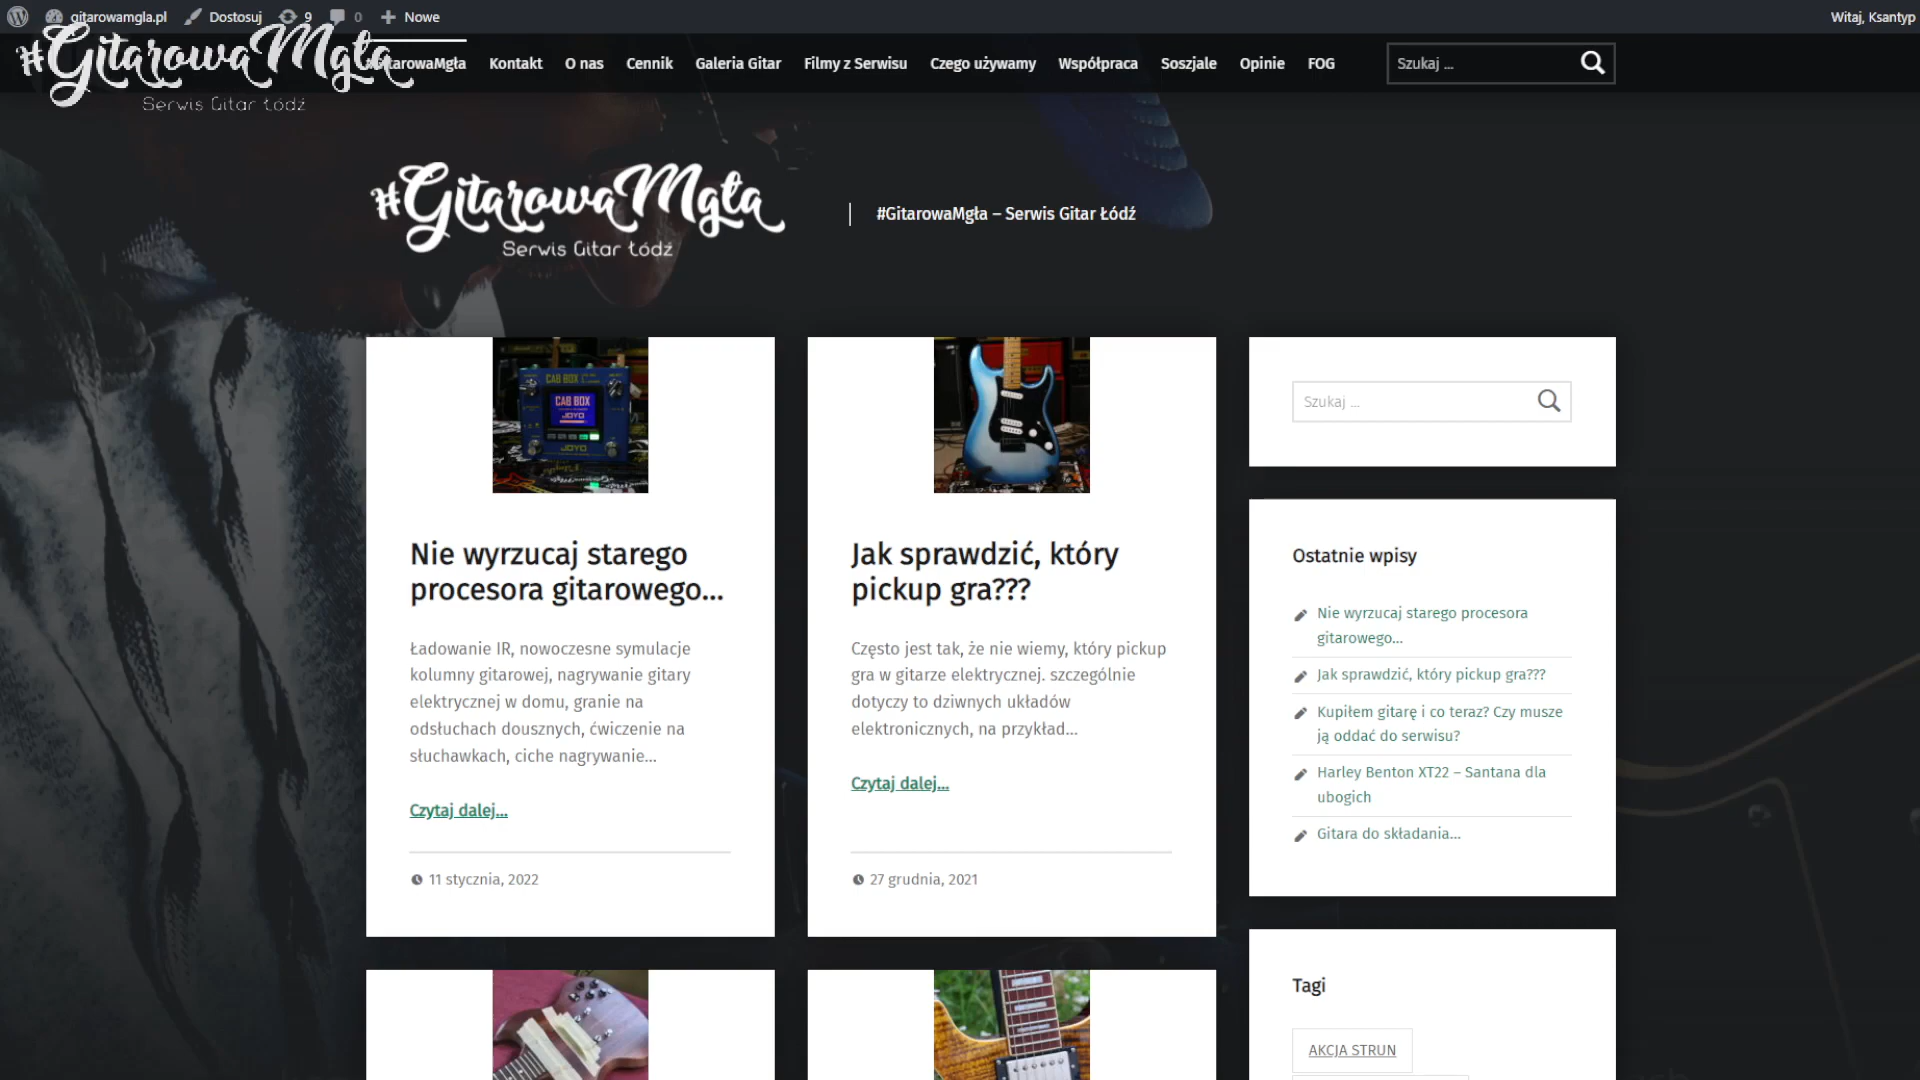 gitarowamgla.pl Dostosuj 9 0 Nowe Witaj, Ksantyp
#GitarowaMgła
Serwis Gitar Łódź
#GitarowaMgła Kontakt O nas Cennik Galeria Gitar Filmy z Serwisu Czego używamy Współpraca Soszjale Opinie FOG Szukaj ...
#GitarowaMgła
Serwis Gitar Łódź
#GitarowaMgła – Serwis Gitar Łódź
CAB BOX
CAB BOX
JOYO
JOYO
Nie wyrzucaj starego
procesora gitarowego...
Ładowanie IR, nowoczesne symulacje
kolumny gitarowej, nagrywanie gitary
elektrycznej w domu, granie na
odsłuchach dousznych, ćwiczenie na
słuchawkach, ciche nagrywanie...
Czytaj dalej...
11 stycznia, 2022
Jak sprawdzić, który
pickup gra???
Często jest tak, że nie wiemy, który pickup
gra w gitarze elektrycznej. szczególnie
dotyczy to dziwnych układów
elektronicznych, na przykład...
Czytaj dalej...
27 grudnia, 2021
Szukaj ...
Ostatnie wpisy
Nie wyrzucaj starego procesora
gitarowego...
Jak sprawdzić, który pickup gra???
Kupiłem gitarę i co teraz? Czy musze
ją oddać do serwisu?
Harley Benton XT22 – Santana dla
ubogich
Gitara do składania...
Tagi
AKCJA STRUN